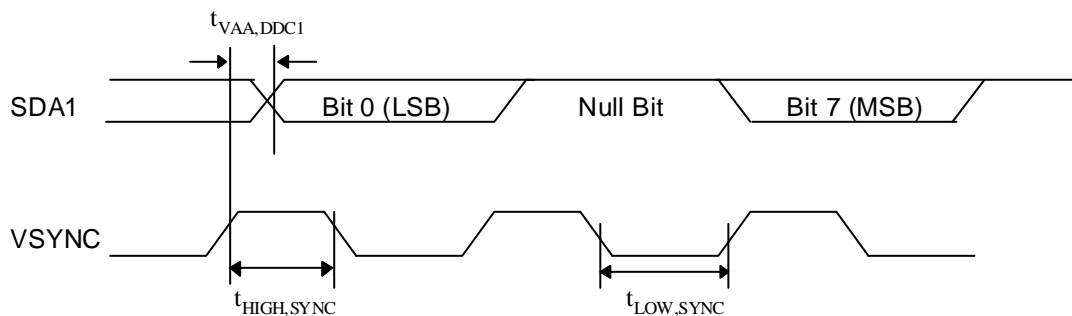 tVAA,DDC1
SDA1
Bit 0 (LSB)
Null Bit
Bit 7 (MSB)
VSYNC
tHIGH,SYNC
tLOW,SYNC